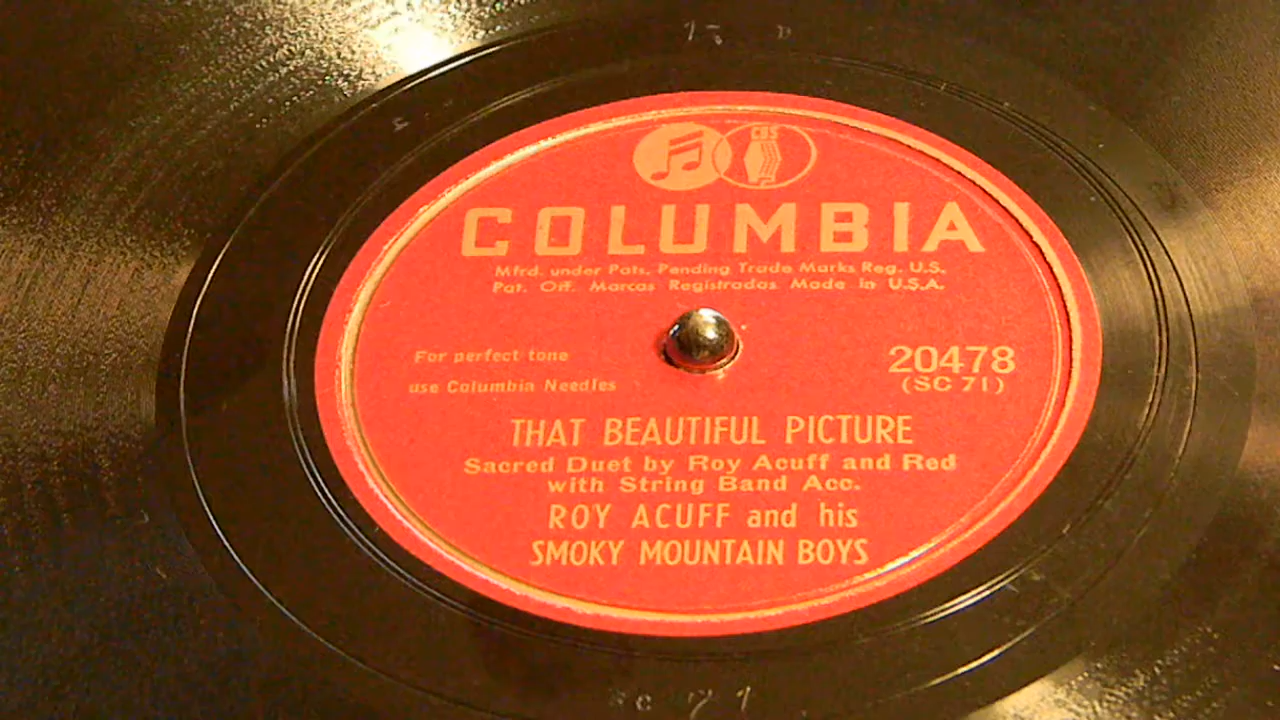 CBS
COLUMBIA
Mfrd. under Pats. Pending Trade Marks Reg. U.S.
Pat. Off. Marcas Registradas Made in U.S.A.
For perfect tone
use Columbia Needles
20478
(SC 71)
THAT BEAUTIFUL PICTURE
Sacred Duet by Roy Acuff and Red
with String Band Acc.
ROY ACUFF and his
SMOKY MOUNTAIN BOYS